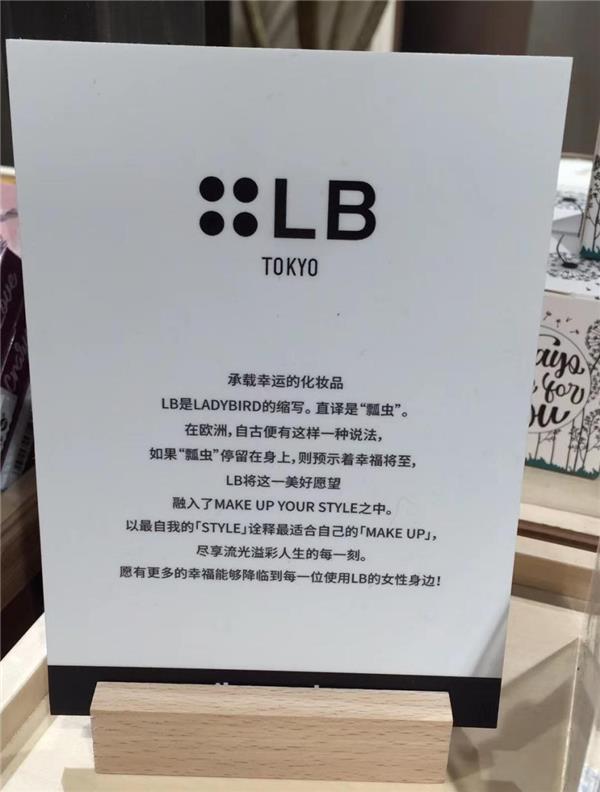 LB
TOKYO
承载幸运的化妆品
LB是LADYBIRD的缩写。直译是“瓢虫”。
在欧洲，自古便有这样一种说法，
如果“瓢虫”停留在身上，则预示着幸福将至，
LB将这一美好愿望
融入了MAKE UP YOUR STYLE之中。
以最自我的「STYLE」诠释最适合自己的「MAKE UP」，
尽享流光溢彩人生的每一刻。
愿有更多的幸福能够降临到每一位使用LB的女性身边！
for